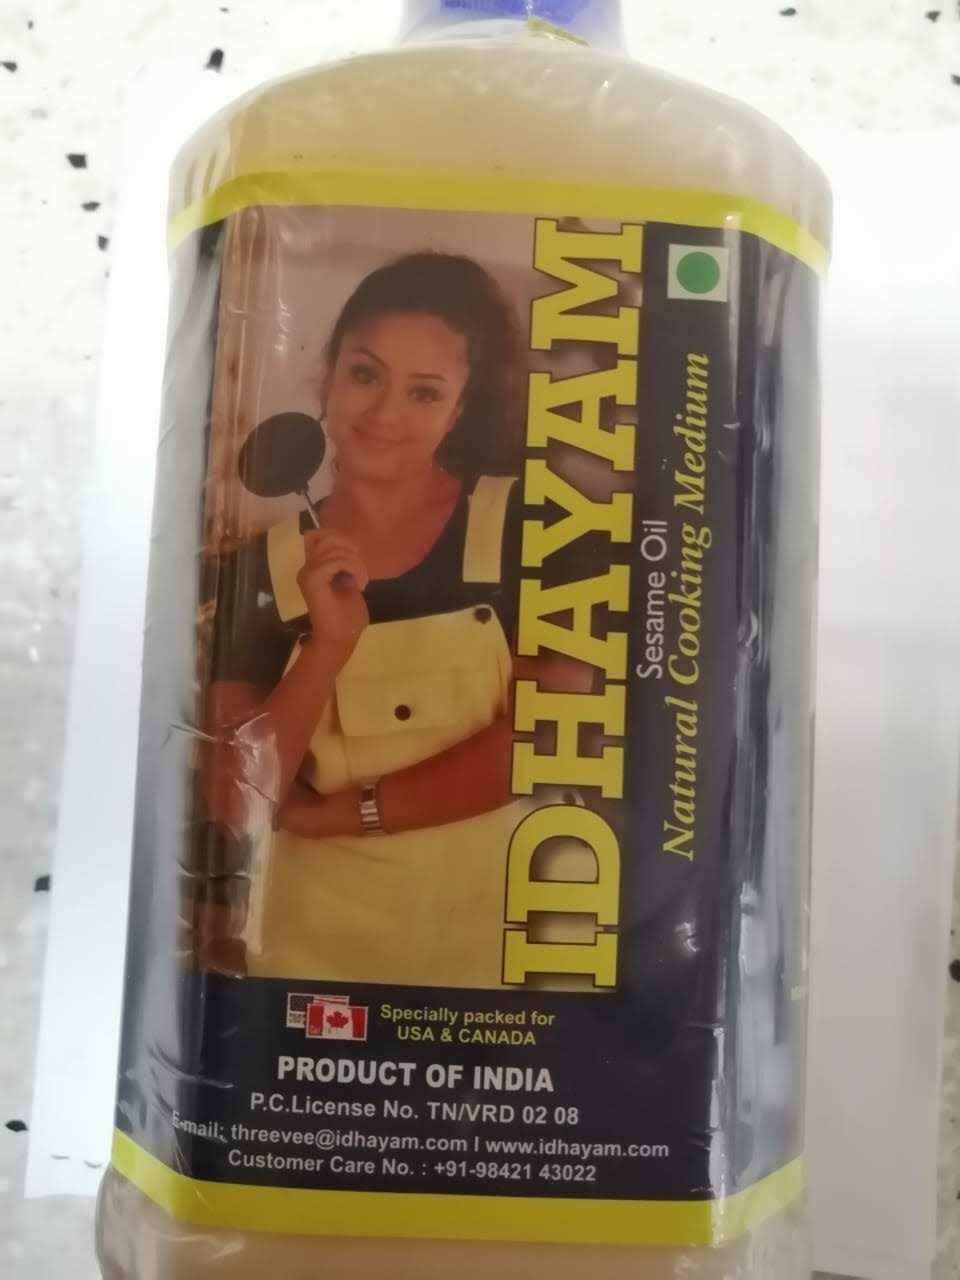 IDHAYAM
Sesame Oil
Natural Cooking Medium
Specially packed for
USA & CANADA
PRODUCT OF INDIA
P.C.License No. TN/VRD 02 08
E-mail: threevee@idhayam.com I www.idhayam.com
Customer Care No. : +91-98421 43022